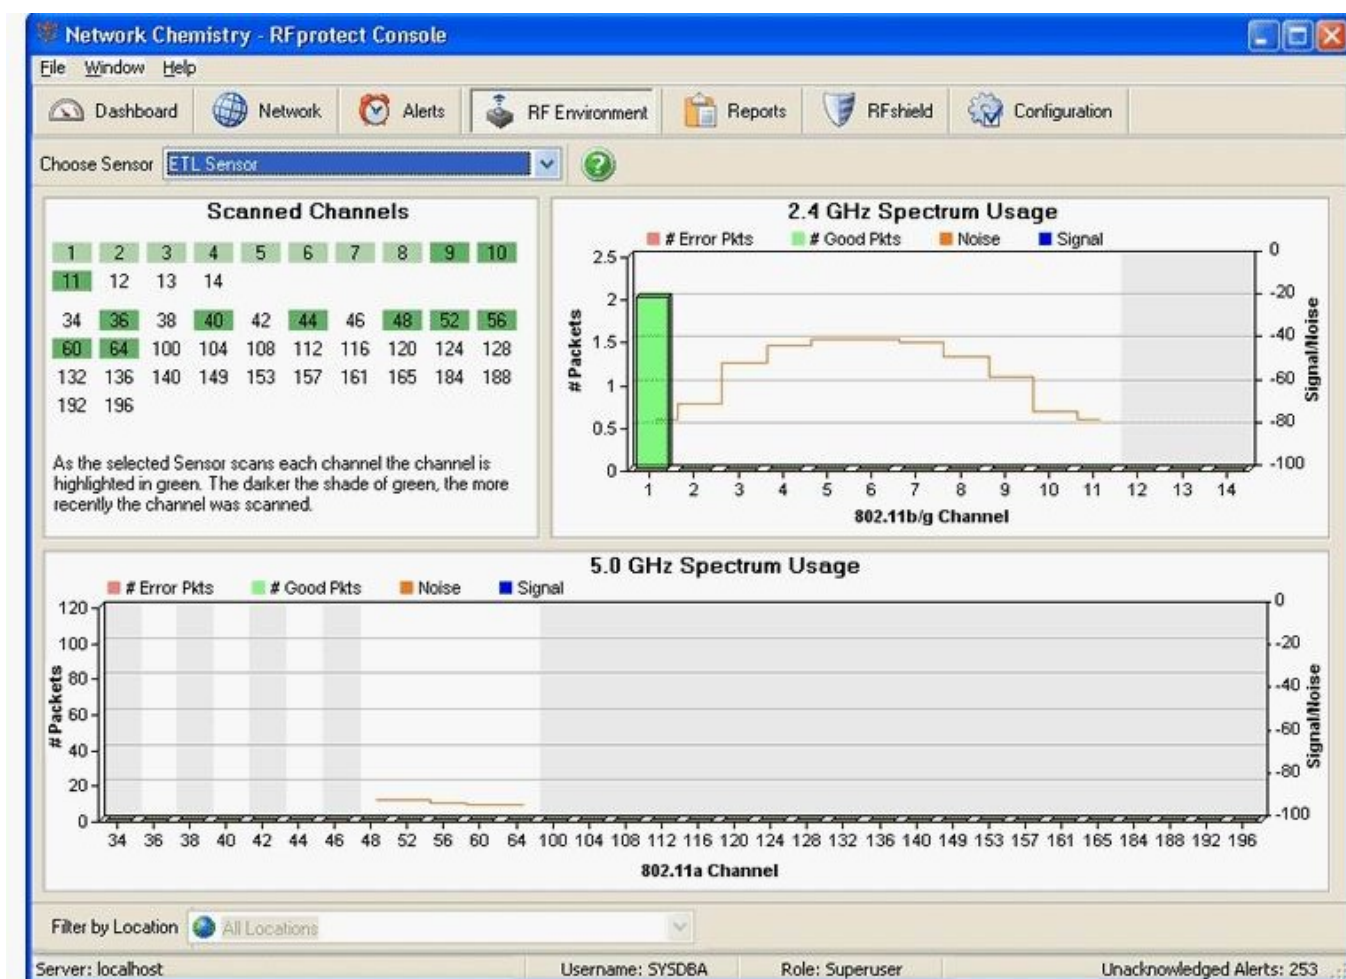 Network Chemistry - RFprotect Console
File Window Help
Dashboard Network Alerts RF Environment Reports RFshield Configuration
Choose Sensor ETL Sensor ?
Scanned Channels
1 2 3 4 5 6 7 8 9 10
11 12 13 14
34 36 38 40 42 44 46 48 52 56
60 64 100 104 108 112 116 120 124 128
132 136 140 149 153 157 161 165 184 188
192 196
As the selected Sensor scans each channel the channel is
highlighted in green. The darker the shade of green, the more
recently the channel was scanned.
2.4 GHz Spectrum Usage
# Error Pkts # Good Pkts Noise Signal
2.5
2
1.5
1
0.5
0
# Packets
0
-20
-40
-60
-80
-100
Signal/Noise
1 2 3 4 5 6 7 8 9 10 11 12 13 14
802.11b/g Channel
5.0 GHz Spectrum Usage
# Error Pkts # Good Pkts Noise Signal
120
100
80
60
40
20
0
# Packets
0
-20
-40
-60
-80
-100
Signal/Noise
34 36 38 40 42 44 46 48 52 56 60 64 100 104 108 112 116 120 124 128 132 136 140 149 153 157 161 165 184 188 192 196
802.11a Channel
Filter by Location All Locations
Server: localhost Username: SYSDBA Role: Superuser Unacknowledged Alerts: 253